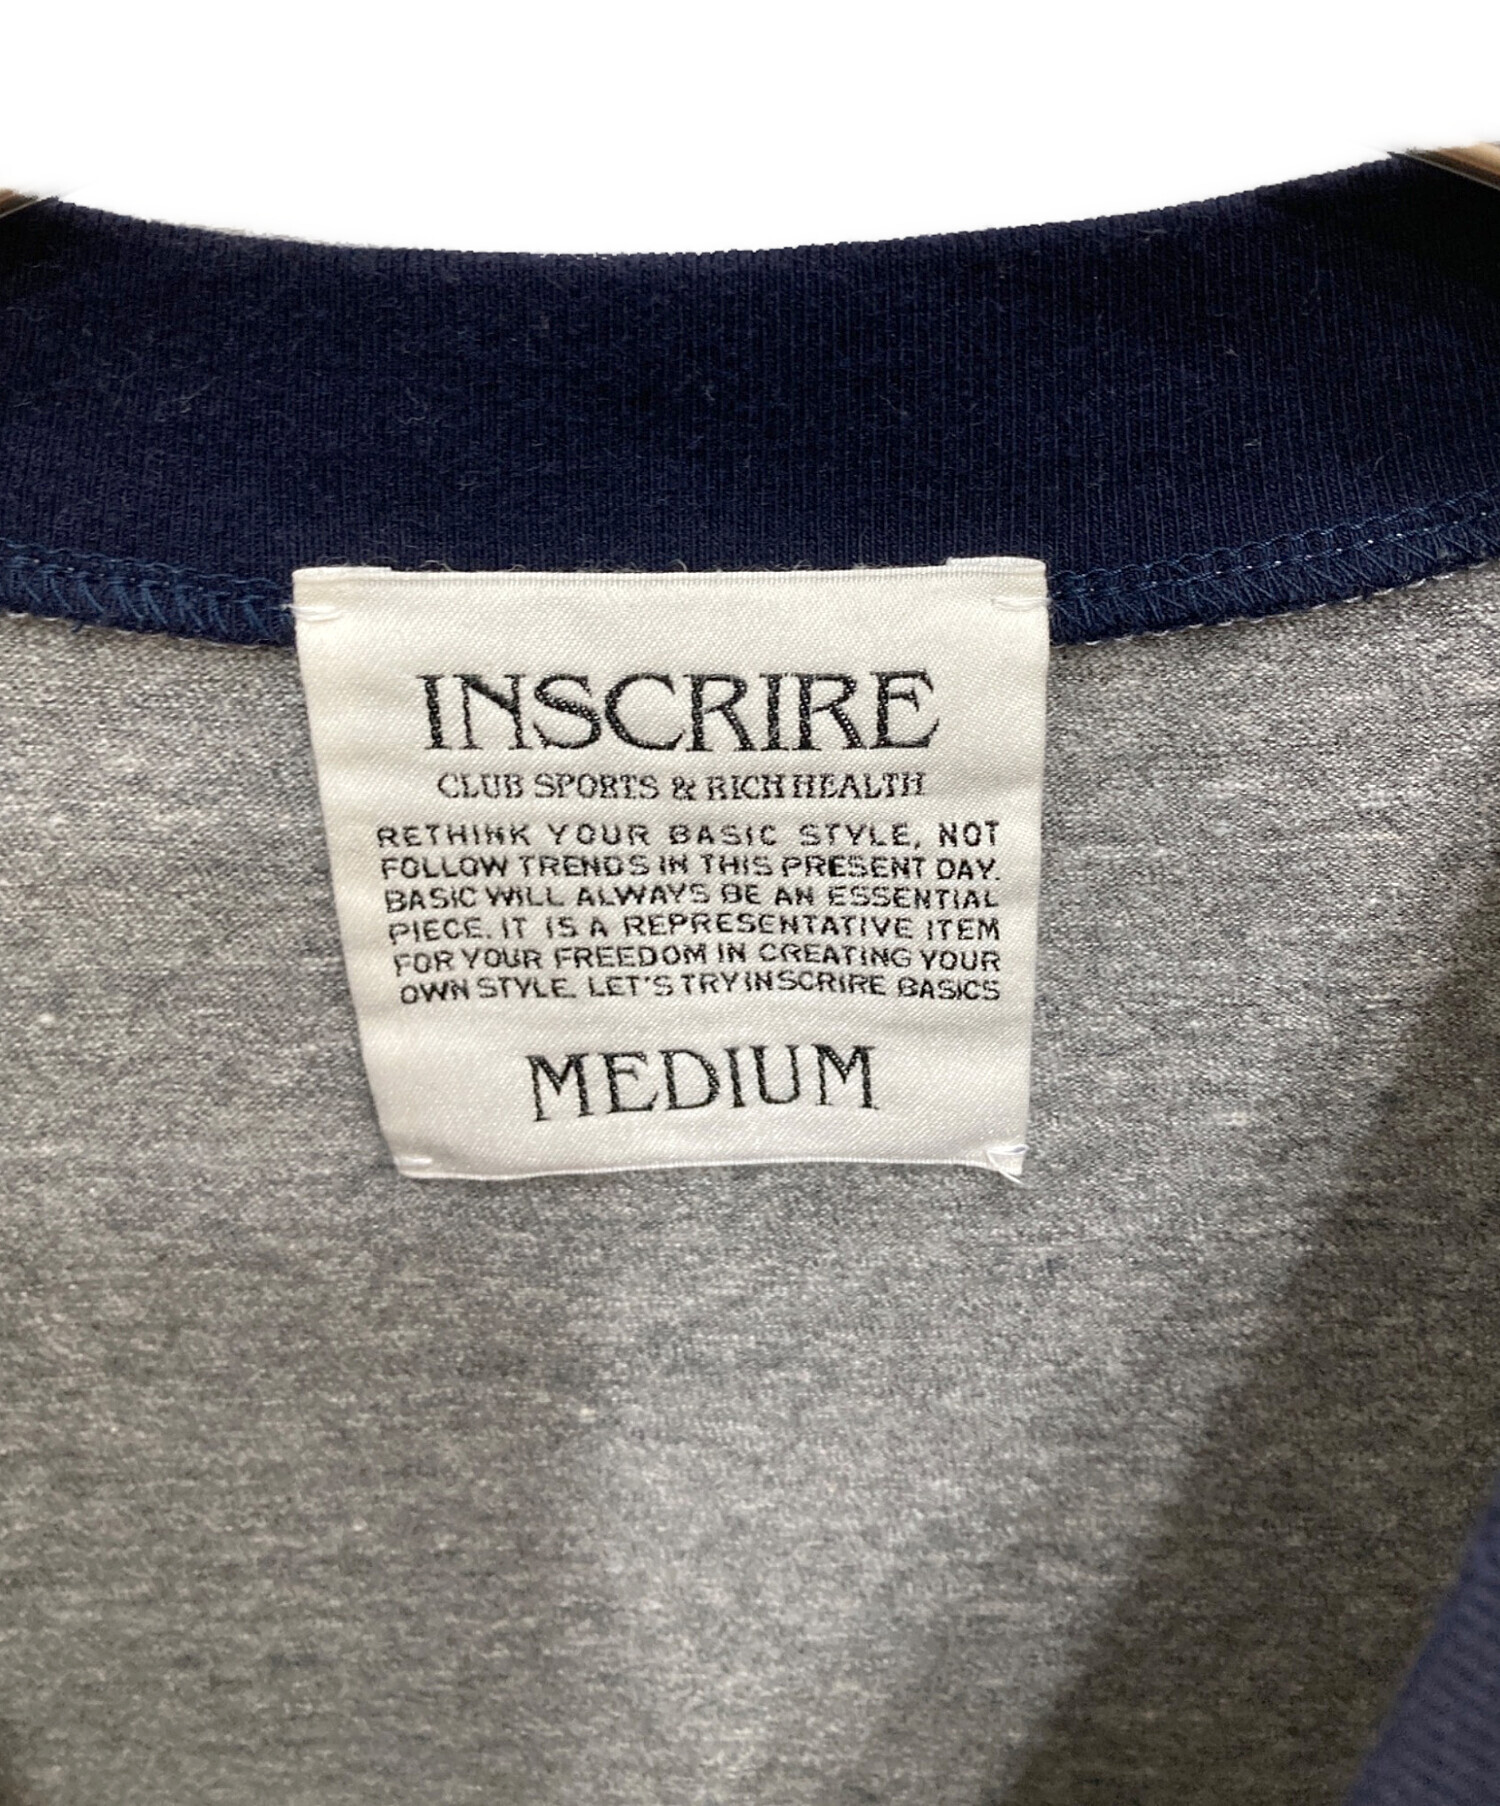 INSCRIRE
CLUB SPORTS & RICH HEALTH
RETHINK YOUR BASIC STYLE, NOT
FOLLOW TRENDS IN THIS PRESENT DAY.
BASIC WILL ALWAYS BE AN ESSENTIAL
PIECE. IT IS A REPRESENTATIVE ITEM
FOR YOUR FREEDOM IN CREATING YOUR
OWN STYLE. LET'S TRY INSCRIRE BASICS
MEDIUM